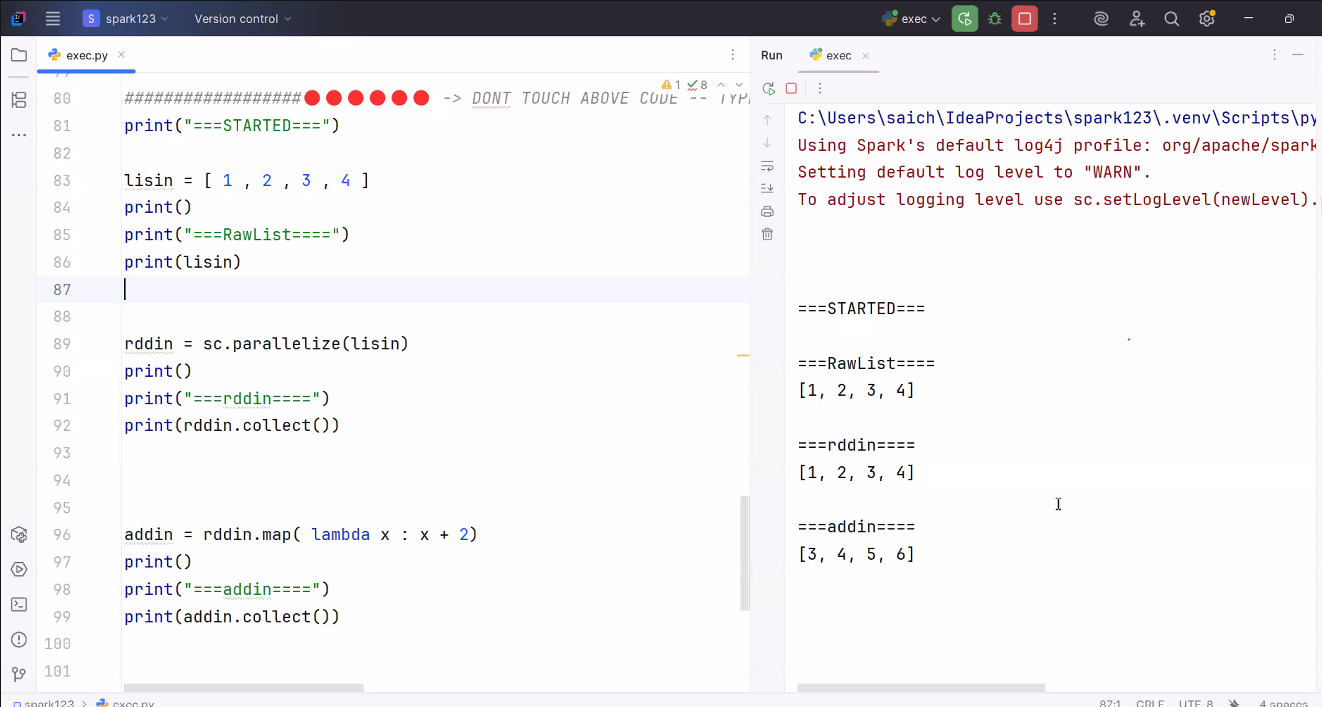 S spark123 Version control exec
exec.py
Run exec
1 8
80 ################## -> DONT TOUCH ABOVE CODE -- TYP
81 print("===STARTED===")
82
83 lisin = [ 1 , 2 , 3 , 4 ]
84 print()
85 print("===RawList====")
86 print(lisin)
87
88
89 rddin = sc.parallelize(lisin)
90 print()
91 print("===rddin====")
92 print(rddin.collect())
93
94
95
96 addin = rddin.map( lambda x : x + 2)
97 print()
98 print("===addin====")
99 print(addin.collect())
100
101
C:\Users\saich\IdeaProjects\spark123\.venv\Scripts\py
Using Spark's default log4j profile: org/apache/spark
Setting default log level to "WARN".
To adjust logging level use sc.setLogLevel(newLevel).
===STARTED===
===RawList====
[1, 2, 3, 4]
===rddin====
[1, 2, 3, 4]
===addin====
[3, 4, 5, 6]
spark123 > exec.py
87:1 CRLF UTF-8 4 spaces